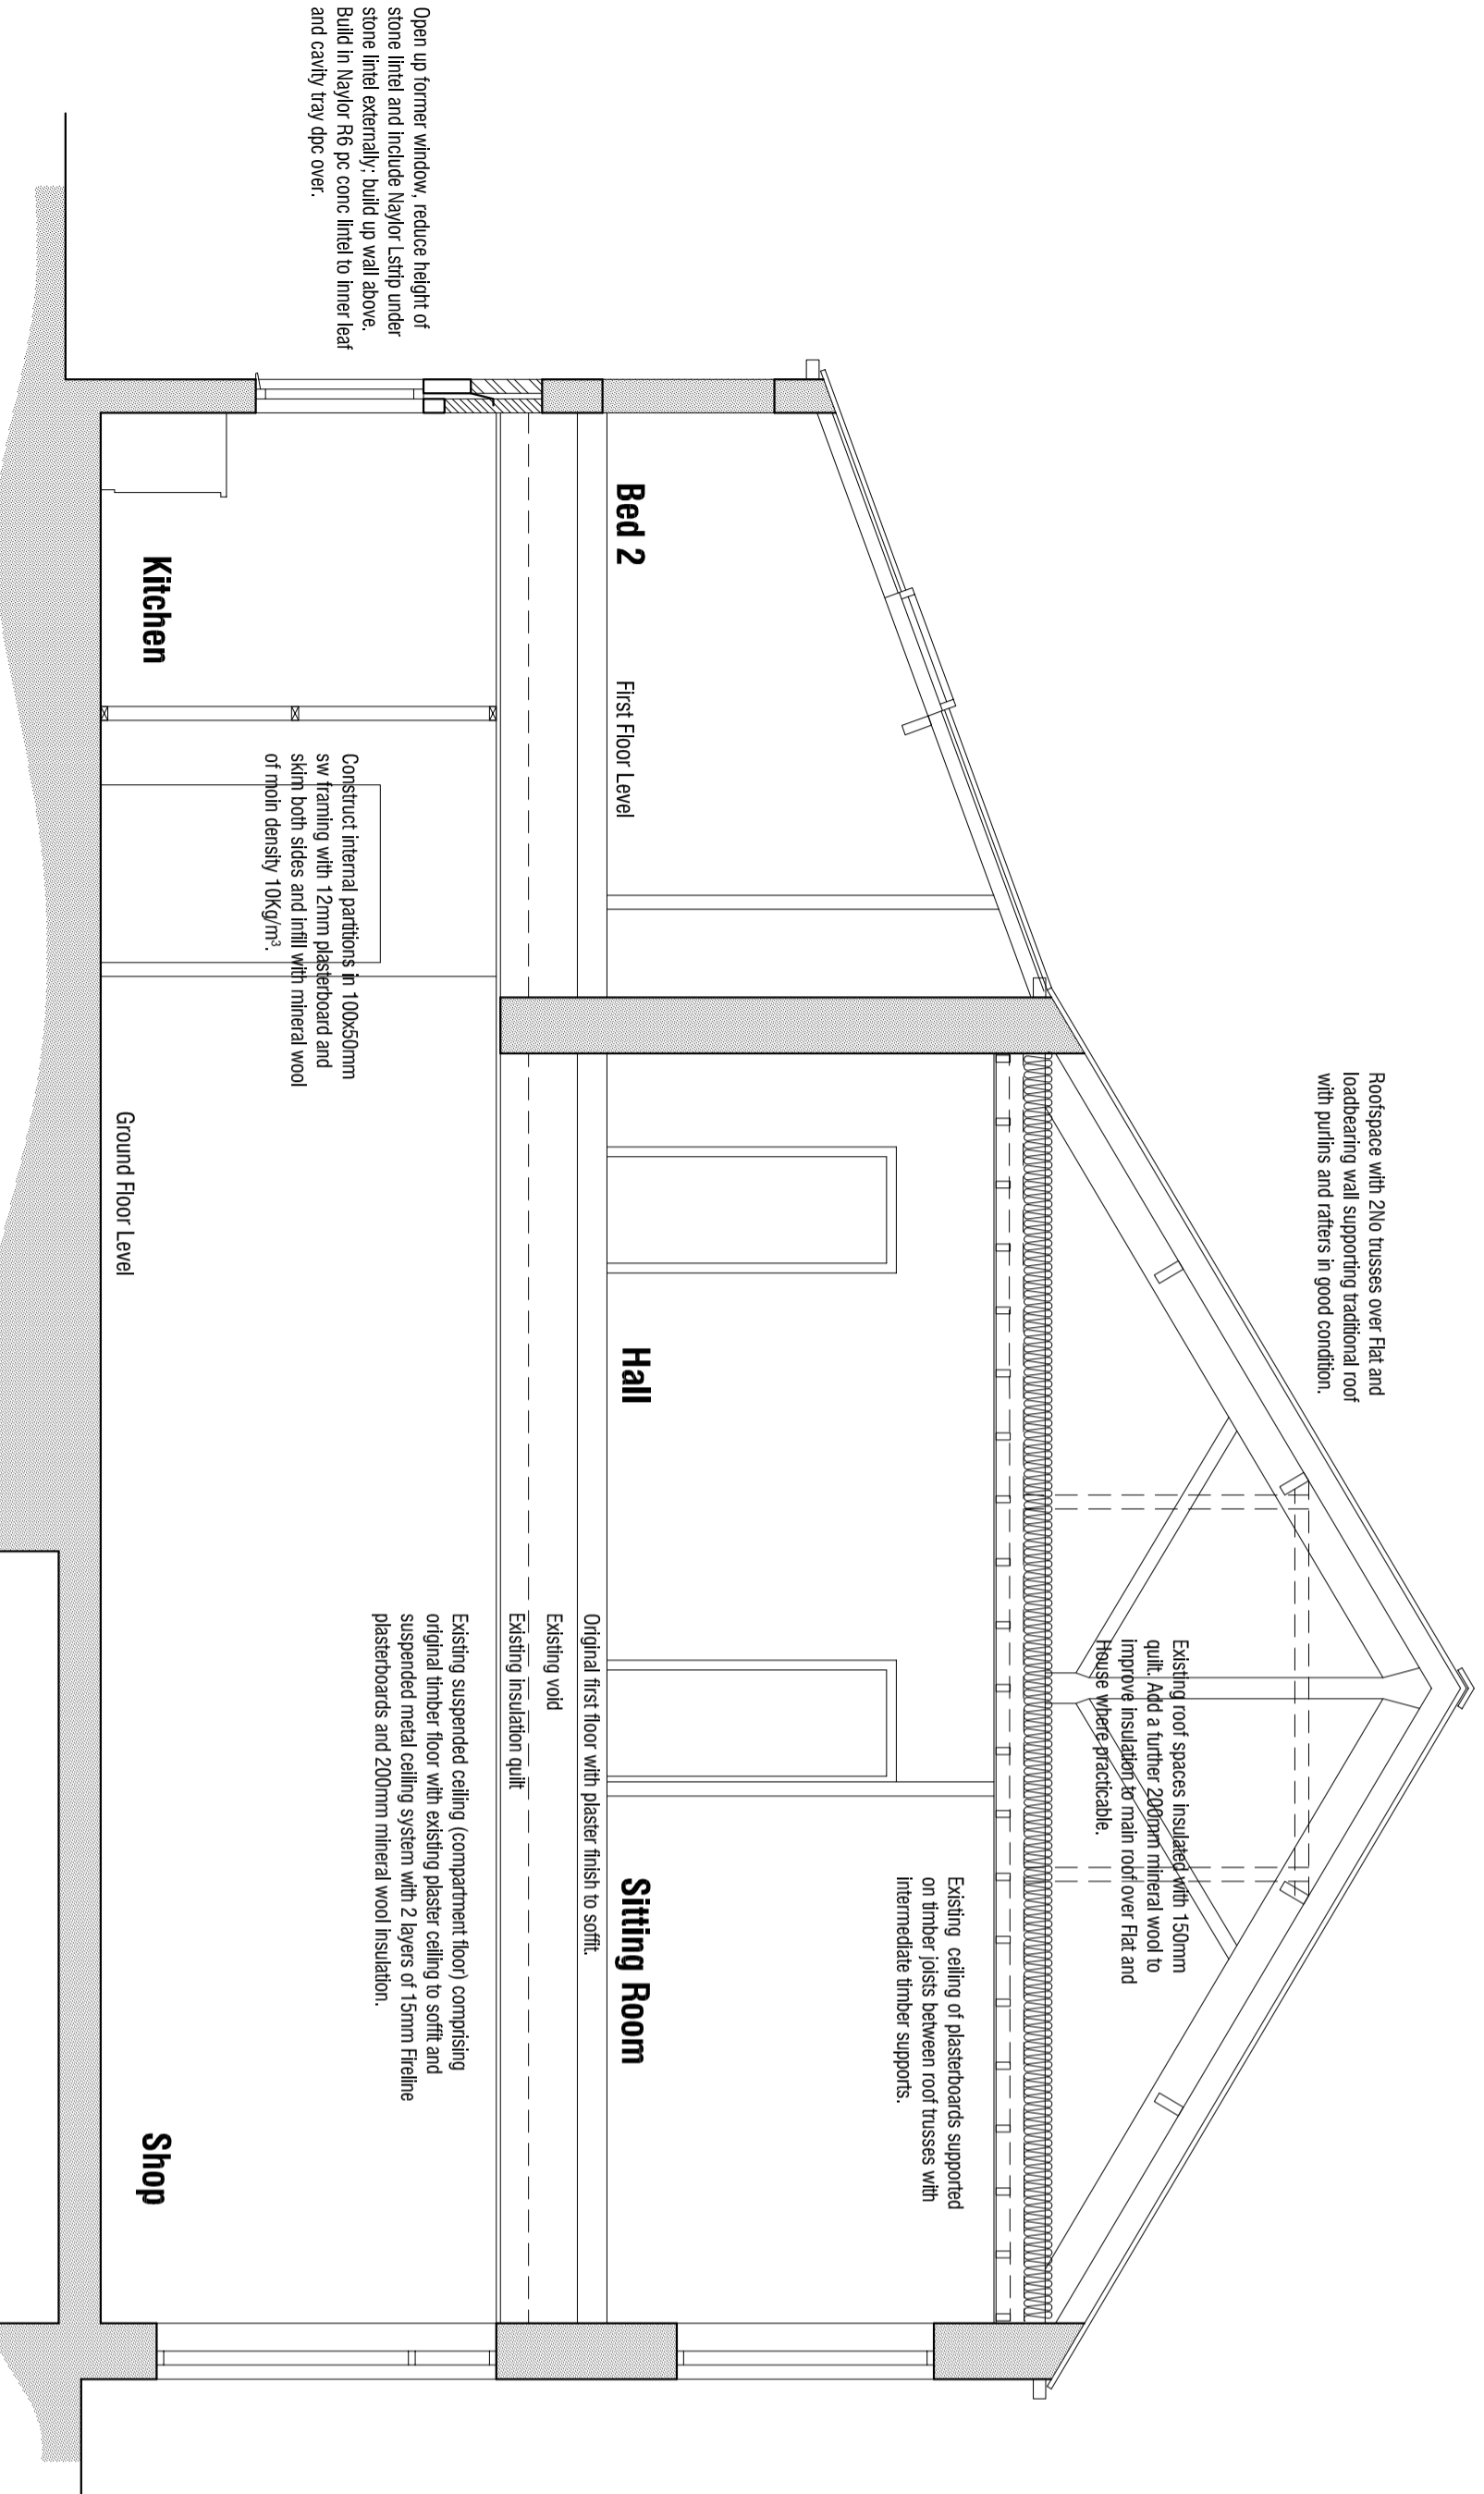 Roofspace with 2No trusses over Flat and
loadbearing wall supporting traditional roof
with purlins and rafters in good condition.
Existing roof spaces insulated with 150mm
quilt. Add a further 200mm mineral wool to
improve insulation to main roof over Flat and
House where practicable.
Existing ceiling of plasterboards supported
on timber joists between roof trusses with
intermediate timber supports.
Bed 2
First Floor Level
Hall
Sitting Room
Original first floor with plaster finish to soffit.
Existing void
Existing insulation quilt
Open up former window, reduce height of
stone lintel and include Naylor Lstrip under
stone lintel externally; build up wall above.
Build in Naylor R6 pc conc lintel to inner leaf
and cavity tray dpc over.
Existing suspended ceiling (compartment floor) comprising
original timber floor with existing plaster ceiling to soffit and
suspended metal ceiling system with 2 layers of 15mm Fireline
plasterboards and 200mm mineral wool insulation.
Construct internal partitions in 100x50mm
sw framing with 12mm plasterboard and
skim both sides and infill with mineral wool
of moin density 10Kg/m³.
Kitchen
Shop
Ground Floor Level